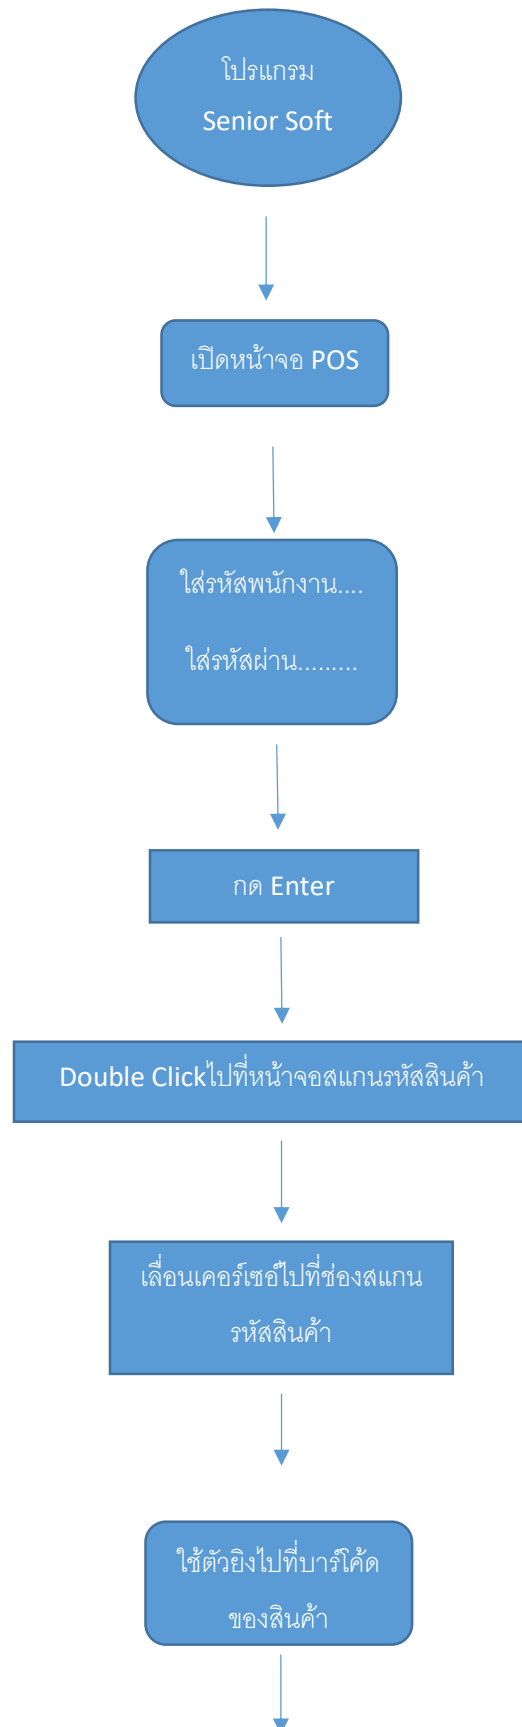 โปรแกรม
Senior Soft
เปิดหน้าจอ POS
ใส่รหัสพนักงาน....
ใส่รหัสผ่าน.........
กด Enter
Double Clickไปที่หน้าจอสแกนรหัสสินค้า
เลื่อนเคอร์เซอร์ไปที่ช่องสแกน
รหัสสินค้า
ใช้ตัวยิงไปที่บาร์โค้ด
ของสินค้า